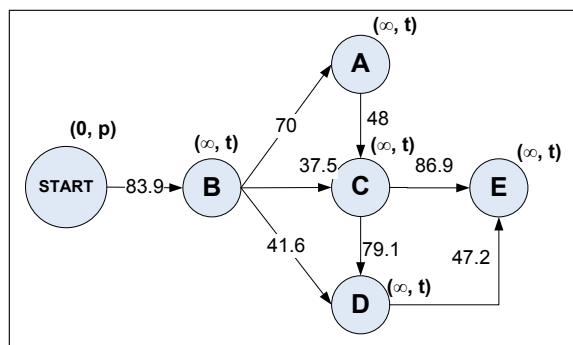 (∞, t)
A
(0, p)
70
48
(∞, t)
(∞, t)
(∞, t)
START
83.9
B
37.5
C
86.9
E
41.6
79.1
47.2
D
(∞, t)